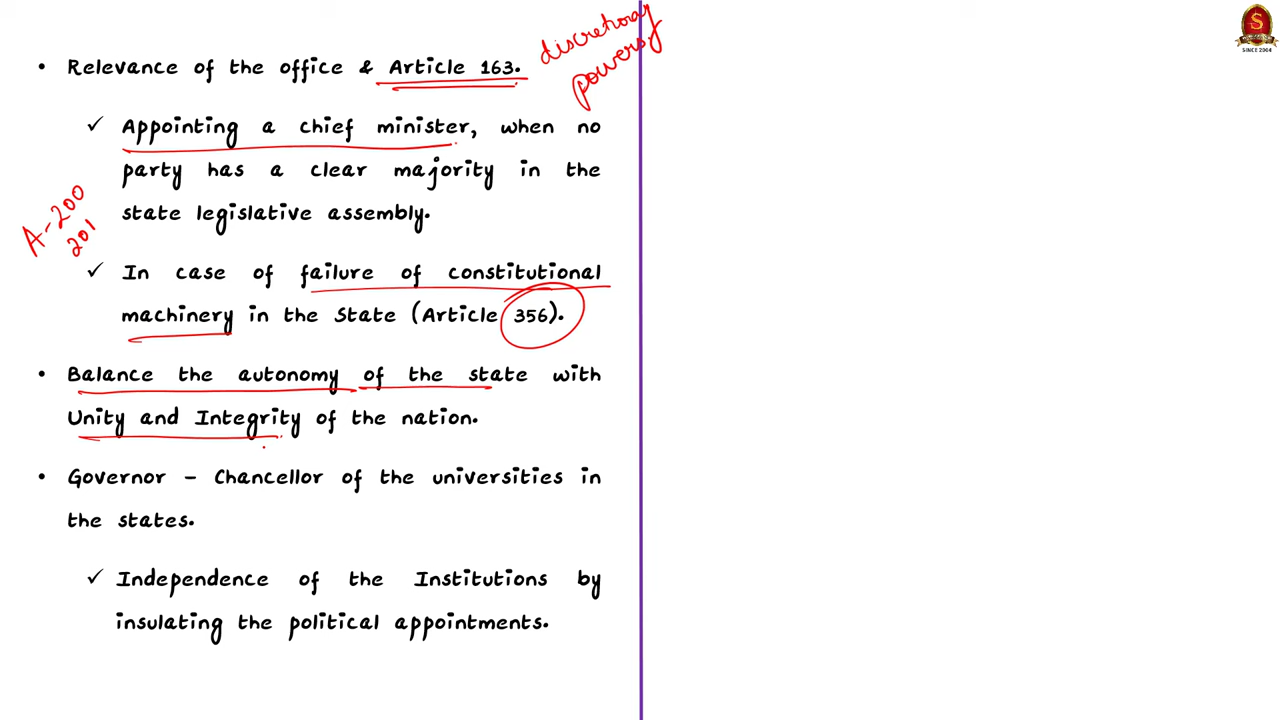 • Relevance of the office & Article 163.
discretionary
powers
✓ Appointing a chief minister, when no
party has a clear majority in the
state legislative assembly.
A-200
201
✓ In case of failure of constitutional
machinery in the State (Article 356).
• Balance the autonomy of the state with
Unity and Integrity of the nation.
• Governor – Chancellor of the universities in
the states.
✓ Independence of the Institutions by
insulating the political appointments.
S
SINCE 2004